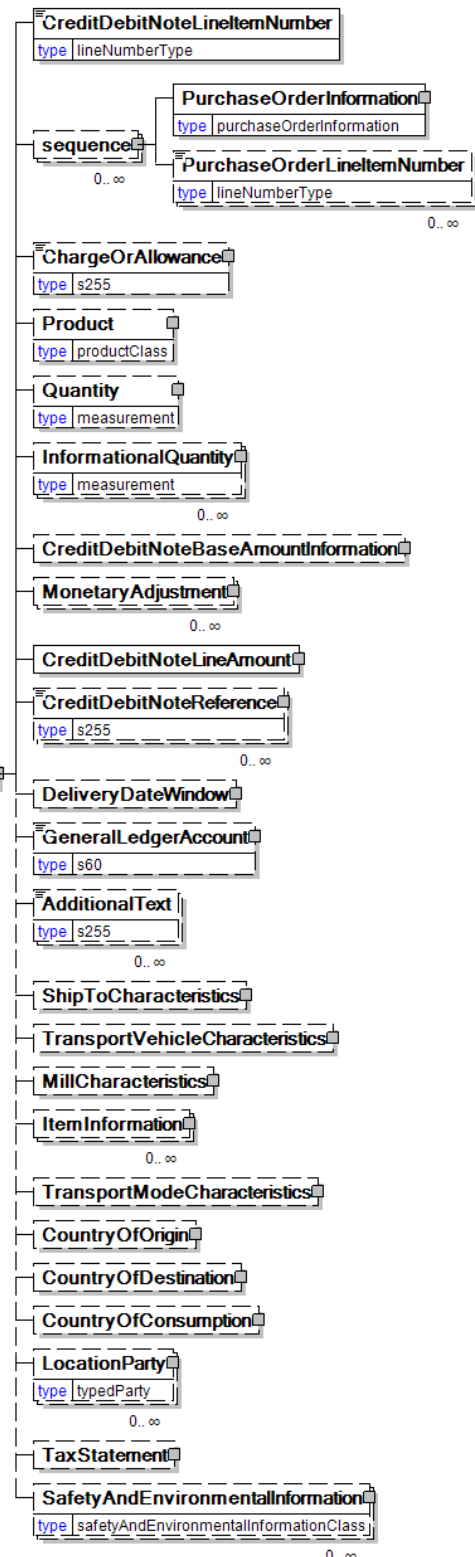 CreditDebitNoteLineItemNumber
type lineNumberType
PurchaseOrderInformation
type purchaseOrderInformation
sequence
0.. ∞
PurchaseOrderLineItemNumber
type lineNumberType
0.. ∞
ChargeOrAllowance
type s255
Product
type productClass
Quantity
type measurement
InformationalQuantity
type measurement
0.. ∞
CreditDebitNoteBaseAmountInformation
MonetaryAdjustment
0.. ∞
CreditDebitNoteLineAmount
CreditDebitNoteReference
type s255
0.. ∞
DeliveryDateWindow
GeneralLedgerAccount
type s60
AdditionalText
type s255
0.. ∞
ShipToCharacteristics
TransportVehicleCharacteristics
MillCharacteristics
ItemInformation
0.. ∞
TransportModeCharacteristics
CountryOfOrigin
CountryOfDestination
CountryOfConsumption
LocationParty
type typedParty
0.. ∞
TaxStatement
SafetyAndEnvironmentalInformation
type safetyAndEnvironmentalInformationClass
0.. ∞